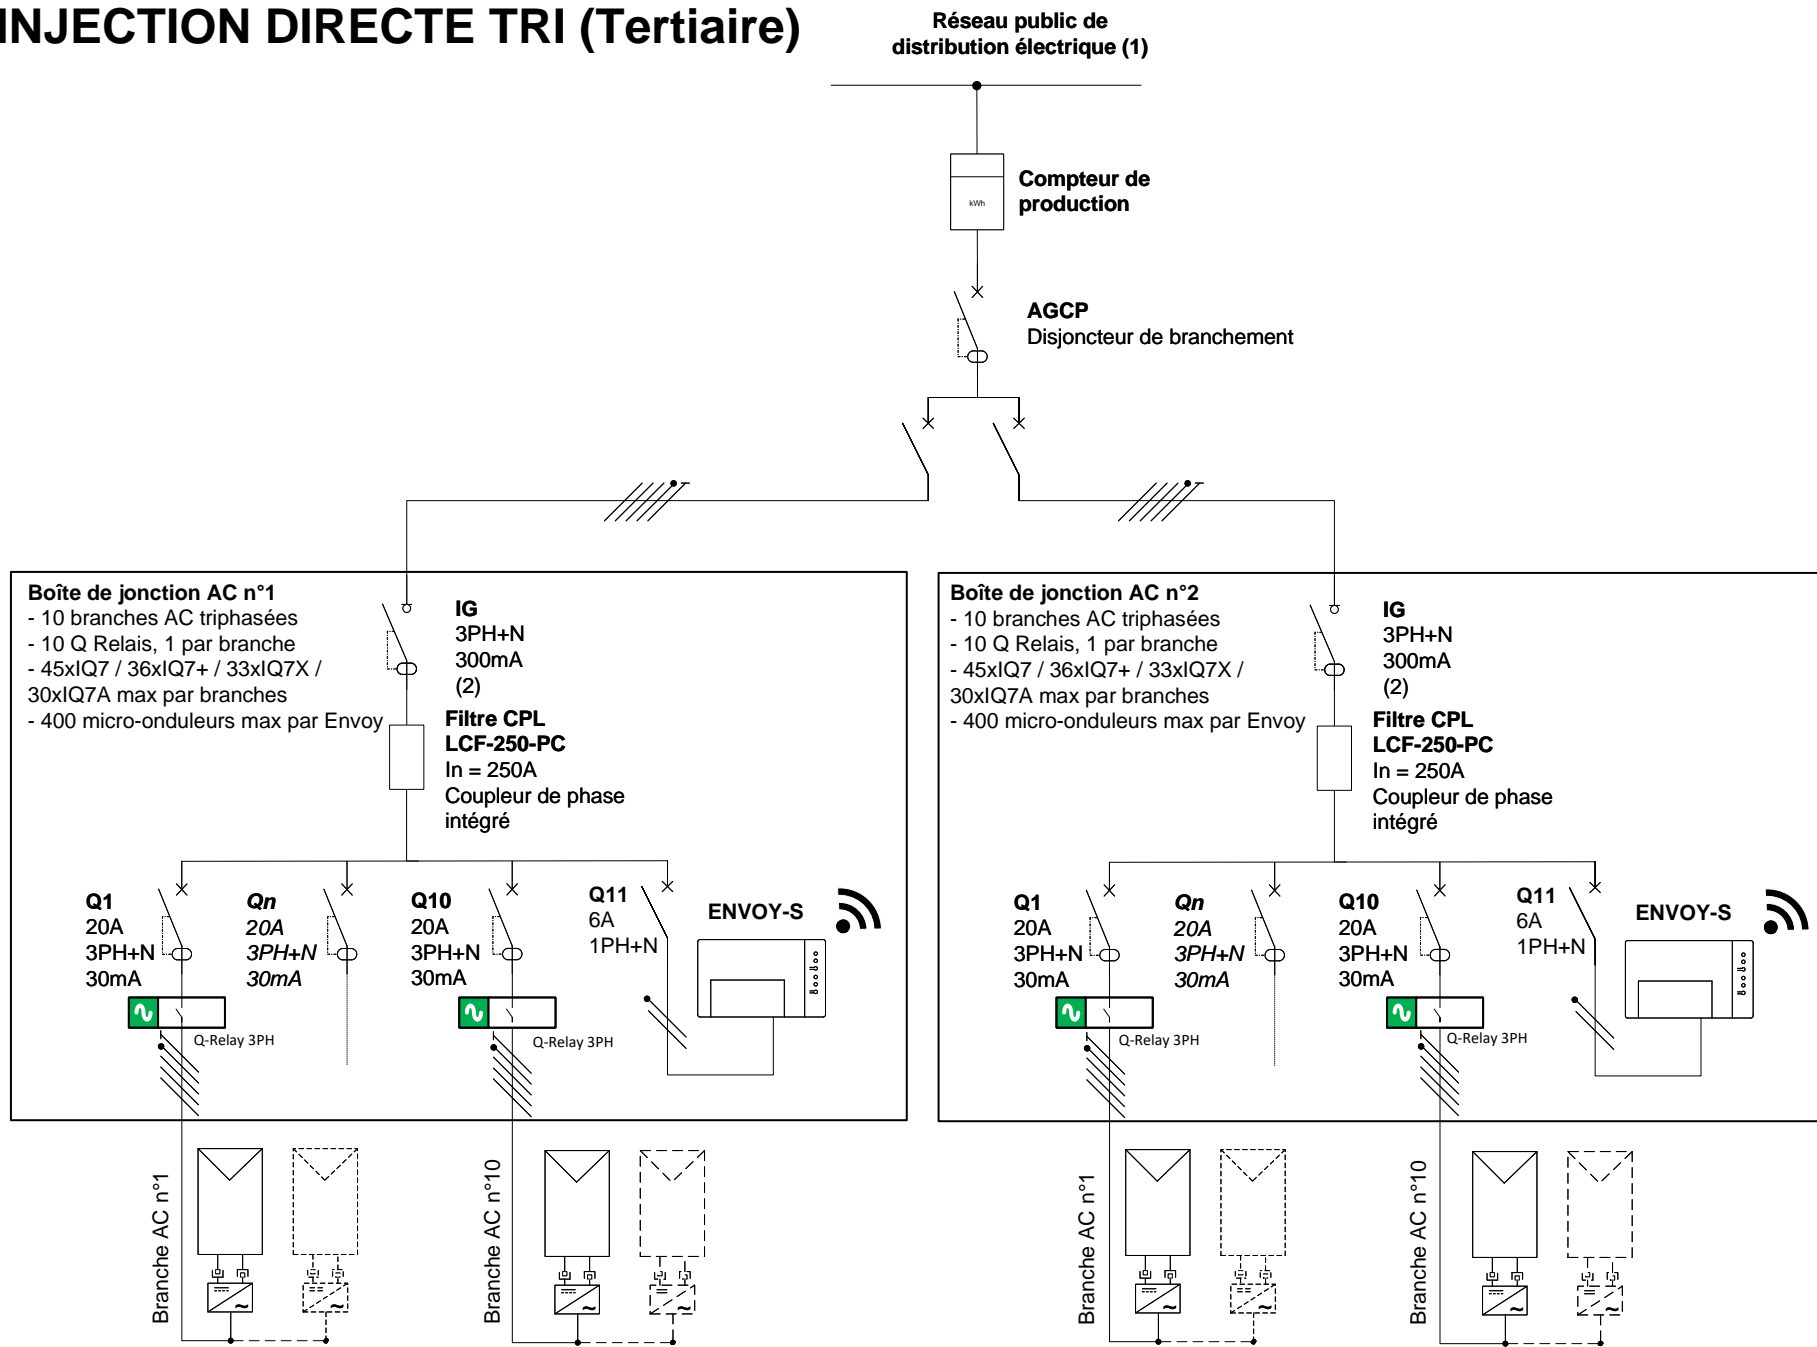 INJECTION DIRECTE TRI (Tertiaire)
Réseau public de
distribution électrique (1)
kWh
Compteur de
production
AGCP
Disjoncteur de branchement
Boîte de jonction AC n°1
- 10 branches AC triphasées
- 10 Q Relais, 1 par branche
- 45xIQ7 / 36xIQ7+ / 33xIQ7X /
30xIQ7A max par branches
- 400 micro-onduleurs max par Envoy
IG
3PH+N
300mA
(2)
Filtre CPL
LCF-250-PC
In = 250A
Coupleur de phase
intégré
Q1
20A
3PH+N
30mA
Qn
20A
3PH+N
30mA
Q10
20A
3PH+N
30mA
Q11
6A
1PH+N
ENVOY-S
Q-Relay 3PH
Q-Relay 3PH
Branche AC n°1
Branche AC n°10
Boîte de jonction AC n°2
- 10 branches AC triphasées
- 10 Q Relais, 1 par branche
- 45xIQ7 / 36xIQ7+ / 33xIQ7X /
30xIQ7A max par branches
- 400 micro-onduleurs max par Envoy
IG
3PH+N
300mA
(2)
Filtre CPL
LCF-250-PC
In = 250A
Coupleur de phase
intégré
Q1
20A
3PH+N
30mA
Qn
20A
3PH+N
30mA
Q10
20A
3PH+N
30mA
Q11
6A
1PH+N
ENVOY-S
Q-Relay 3PH
Q-Relay 3PH
Branche AC n°1
Branche AC n°10